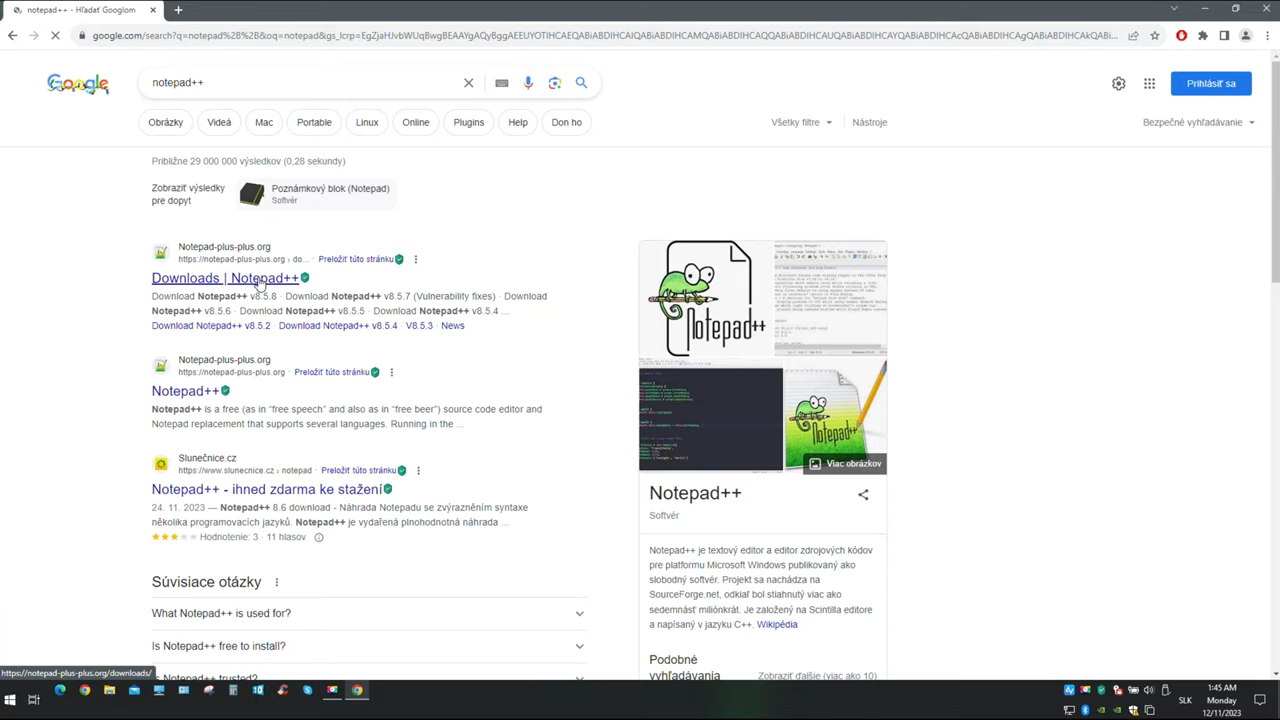 notepad++ - Hľadať Googlom
google.com/search?q=notepad%2B%2B&oq=notepad&gs_lcrp=EgZjaHJvbWUqBwgBEAAYgAQyBggAEEUYOTIHCAEQABiABDIHCAIQABiABDIHCAMQABiABDIHCAQQABiABDIHCAUQABiABDIHCAYQABiABDIHCAcQABiABDIHCAgQABiABDIHCAkQABi...
Google
notepad++
Prihlásiť sa
Obrázky Videá Mac Portable Linux Online Plugins Help Don ho
Všetky filtre Nástroje Bezpečné vyhľadávanie
Približne 29 000 000 výsledkov (0,28 sekundy)
Zobraziť výsledky pre dopyt
Poznámkový blok (Notepad)
Softvér
Notepad-plus-plus.org
https://notepad-plus-plus.org › do... Preložiť túto stránku
Downloads | Notepad++
Download Notepad++ v8.5.8 · Download Notepad++ v8.5.7 (Vulnerability fixes) · Download
Notepad++ v8.5.6 · Download Notepad++ v8.5.5 · Download Notepad++ v8.5.4 ...
Download Notepad++ v8.5.2 · Download Notepad++ v8.5.4 · V8.5.3 · News
Notepad-plus-plus.org
https://notepad-plus-plus.org Preložiť túto stránku
Notepad++
Notepad++ is a free (as in “free speech” and also as in “free beer”) source code editor and
Notepad replacement that supports several languages. Running in the ...
Slunečnice.cz
https://www.slunecnice.cz › notepad Preložiť túto stránku
Notepad++ - ihned zdarma ke stažení
24. 11. 2023 — Notepad++ 8.6 download - Náhrada Notepadu se zvýrazněním syntaxe
několika programovacích jazyků. Notepad++ je vydařená plnohodnotná náhrada ...
Hodnotenie: 3 · 11 hlasov
Súvisiace otázky
What Notepad++ is used for?
Is Notepad++ free to install?
Is Notepad++ trusted?
Notepad++
Notepad++
Viac obrázkov
Notepad++
Softvér
Notepad++ je textový editor a editor zdrojových kódov
pre platformu Microsoft Windows publikovaný ako
slobodný softvér. Projekt sa nachádza na
SourceForge.net, odkiaľ bol stiahnutý viac ako
sedemnásť miliónkrát. Je založený na Scintilla editore
a napísaný v jazyku C++. Wikipédia
Podobné
vyhľadávania
Zobraziť ďalšie (viac ako 10)
https://notepad-plus-plus.org/downloads/
SLK
1:45 AM
Monday
12/11/2023